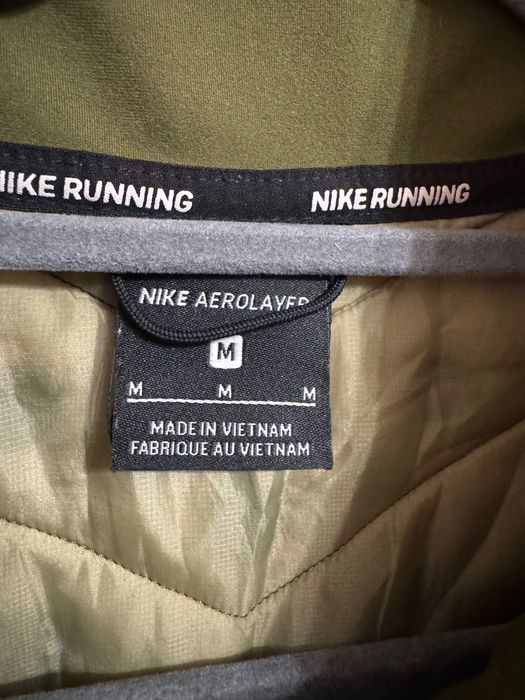 NIKE RUNNING NIKE RUNNING
NIKE AEROLAYER
M
M M M
MADE IN VIETNAM
FABRIQUE AU VIETNAM